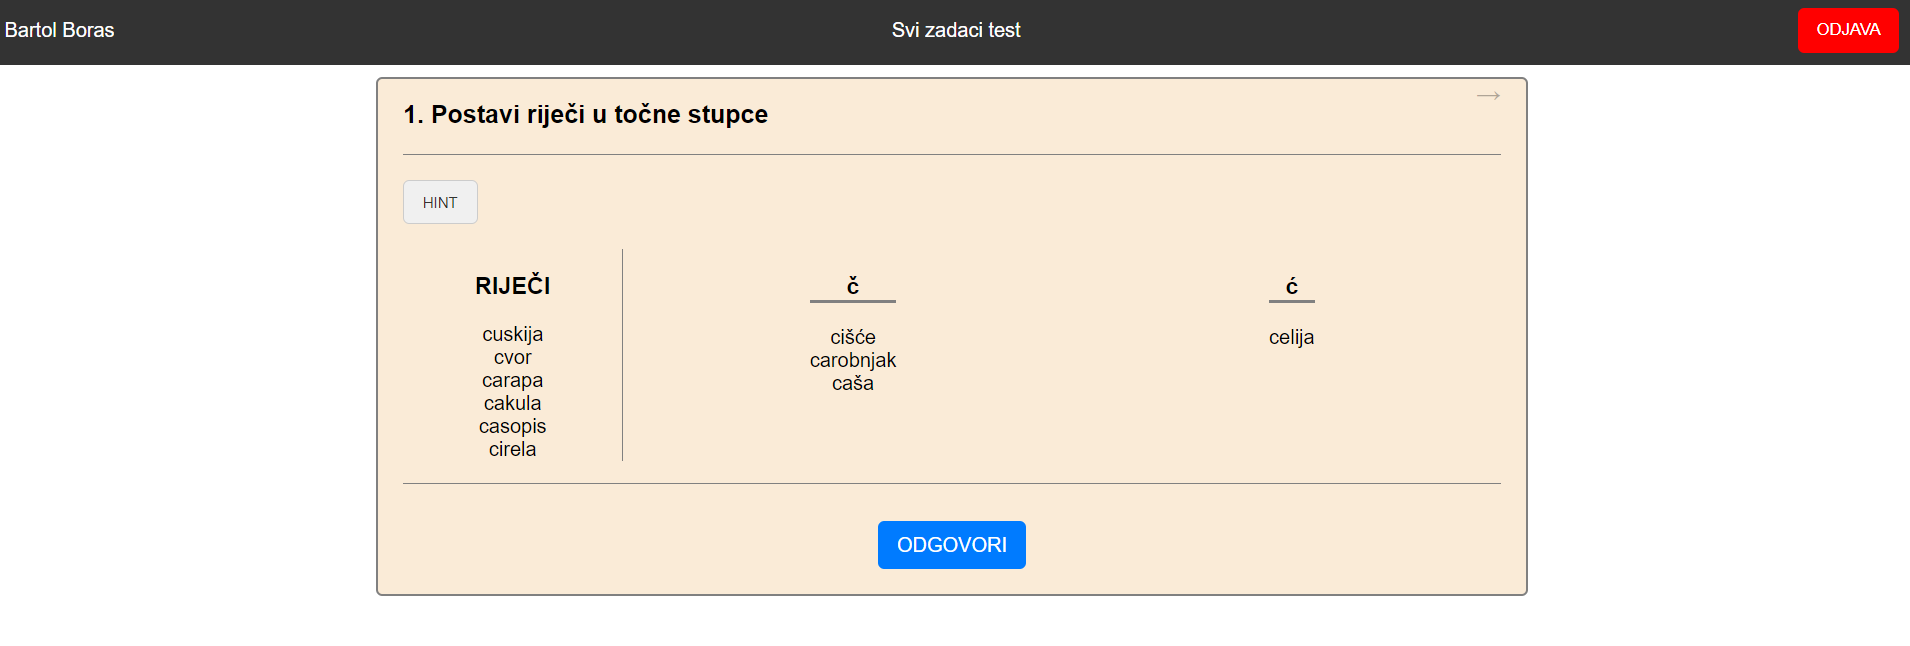 Bartol Boras
Svi zadaci test
ODJAVA
→
1. Postavi riječi u točne stupce
HINT
RIJEČI
cuskija
cvor
carapa
cakula
casopis
cirela
č
cišće
carobnjak
caša
ć
celija
ODGOVORI